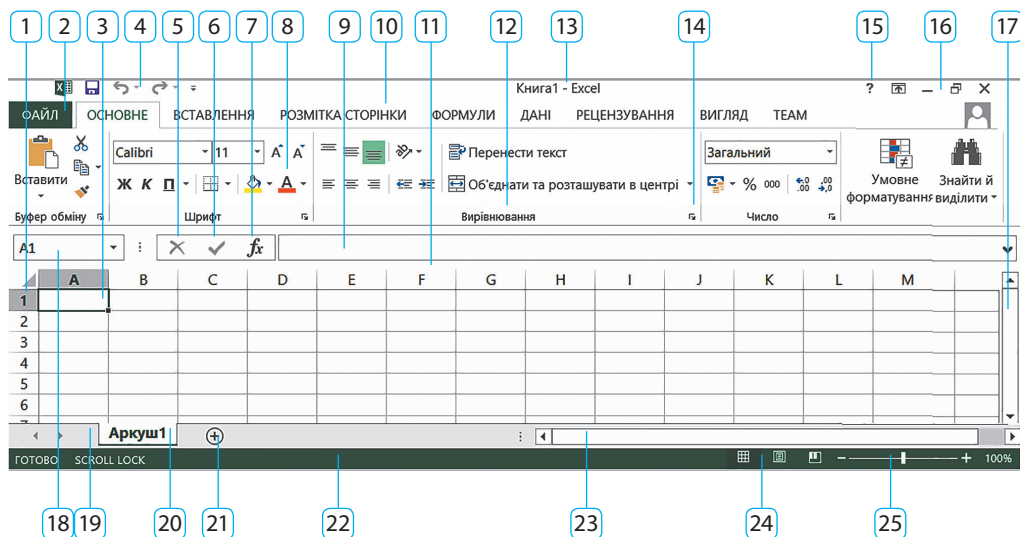 1 2 3 4 5 6 7 8 9 10 11 12 13 14 15 16 17
Книга1 - Excel ?
ФАЙЛ ОСНОВНЕ ВСТАВЛЕННЯ РОЗМІТКА СТОРІНКИ ФОРМУЛИ ДАНІ РЕЦЕНЗУВАННЯ ВИГЛЯД TEAM
Calibri 11 A A Перенести текст Загальний
Вставити Ж К П A Об'єднати та розташувати в центрі % 000 Умовне Знайти й
форматування виділити
Буфер обміну Шрифт Вирівнювання Число
A1 fx
A B C D E F G H I J K L M
1
2
3
4
5
6
7
Аркуш1
ГОТОВО SCROLL LOCK 100%
18 19 20 21 22 23 24 25